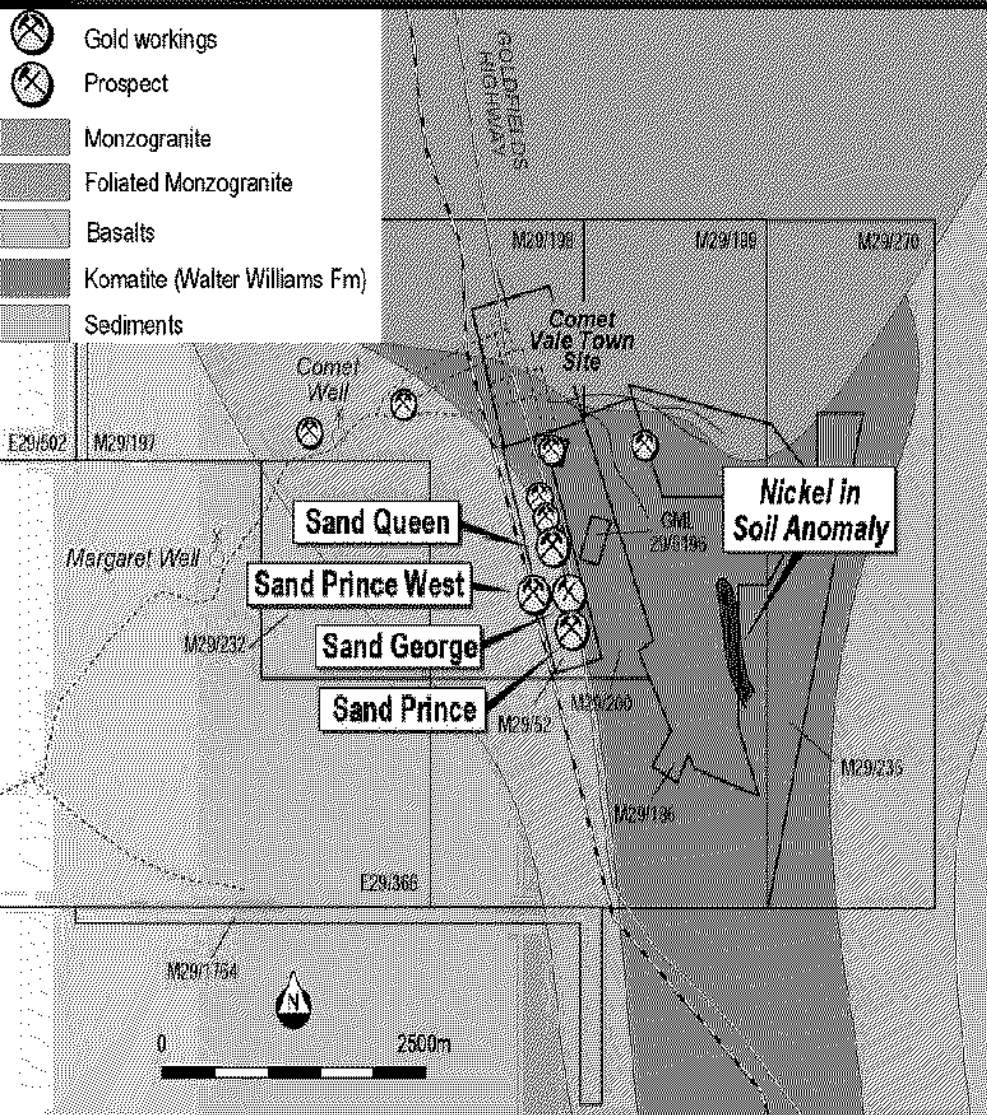 Gold workings
Prospect
Monzogranite
Foliated Monzogranite
Basalts
Komatite (Walter Williams Fm)
Sediments
GOLDFIELDS
HIGHWAY
M29/198
M29/199
M29/270
Comet
Vale Town
Site
Comet
Well
E29/502
M29/197
Nickel in
Soil Anomaly
Sand Queen
GML
Margaret Well
Sand Prince West
M29/232
Sand George
Sand Prince
M29/200
M29/52
M29/235
M29/196
E29/366
M29/1764
N
0
2500m